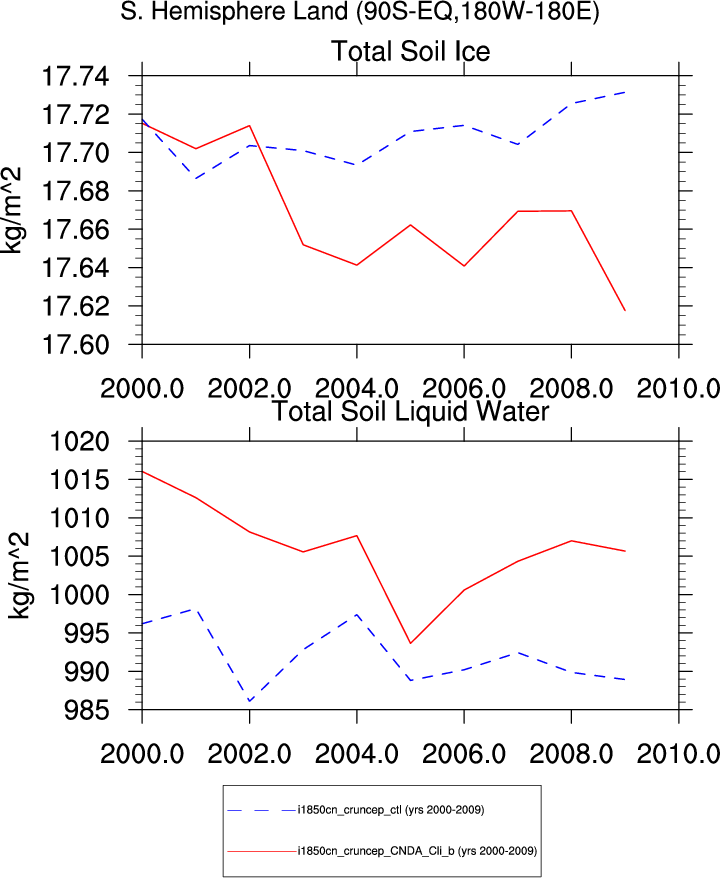 S. Hemisphere Land (90S-EQ,180W-180E)
Total Soil Ice
17.74
17.72
17.70
17.68
17.66
17.64
17.62
17.60
kg/m^2
2000.0 2002.0 2004.0 2006.0 2008.0 2010.0
Total Soil Liquid Water
1020
1015
1010
1005
1000
995
990
985
kg/m^2
2000.0 2002.0 2004.0 2006.0 2008.0 2010.0
i1850cn_cruncep_ctl (yrs 2000-2009)
i1850cn_cruncep_CNDA_Cli_b (yrs 2000-2009)